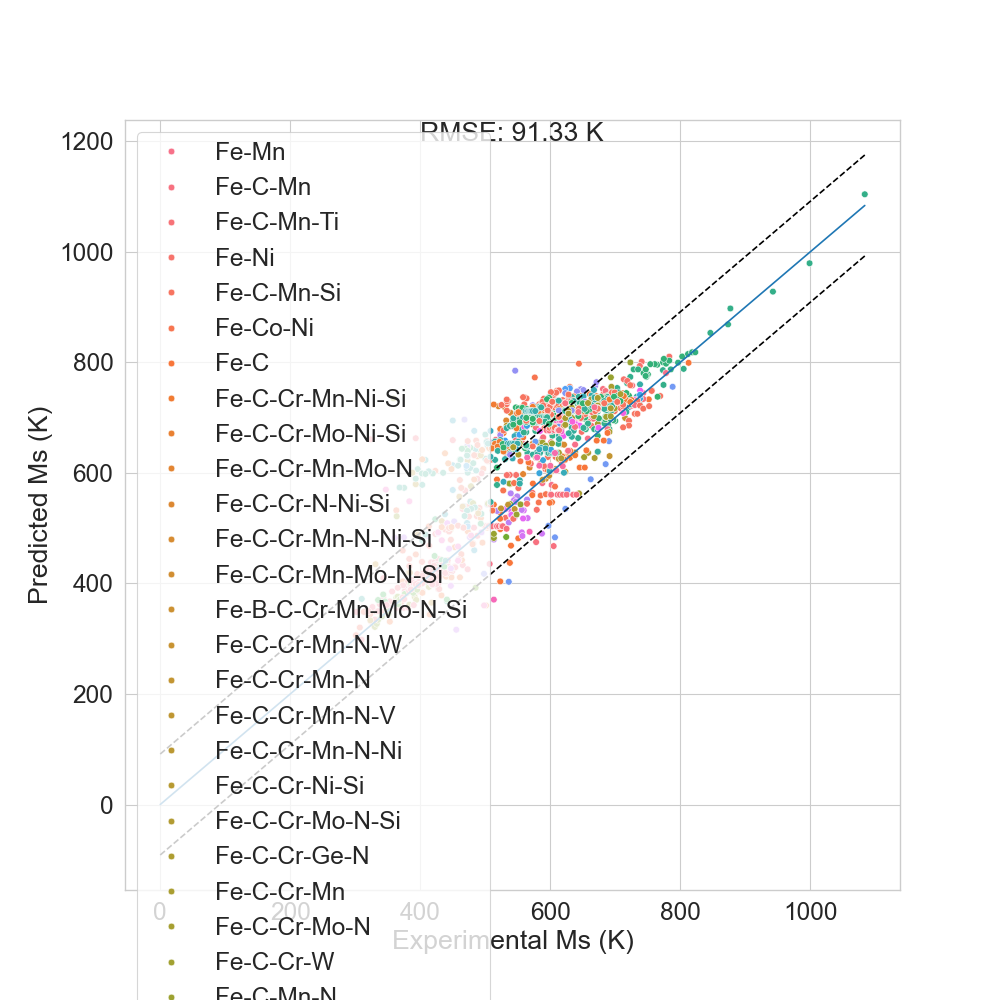 RMSE: 91.33 K
1200
1000
800
600
400
200
0
Predicted Ms (K)
Fe-Mn
Fe-C-Mn
Fe-C-Mn-Ti
Fe-Ni
Fe-C-Mn-Si
Fe-Co-Ni
Fe-C
Fe-C-Cr-Mn-Ni-Si
Fe-C-Cr-Mo-Ni-Si
Fe-C-Cr-Mn-Mo-N
Fe-C-Cr-N-Ni-Si
Fe-C-Cr-Mn-N-Ni-Si
Fe-C-Cr-Mn-Mo-N-Si
Fe-B-C-Cr-Mn-Mo-N-Si
Fe-C-Cr-Mn-N-W
Fe-C-Cr-Mn-N
Fe-C-Cr-Mn-N-V
Fe-C-Cr-Mn-N-Ni
Fe-C-Cr-Ni-Si
Fe-C-Cr-Mo-N-Si
Fe-C-Cr-Ge-N
Fe-C-Cr-Mn
Fe-C-Cr-Mo-N
Fe-C-Cr-W
Fe-C-Mn-N
0 200 400 600 800 1000
Experimental Ms (K)